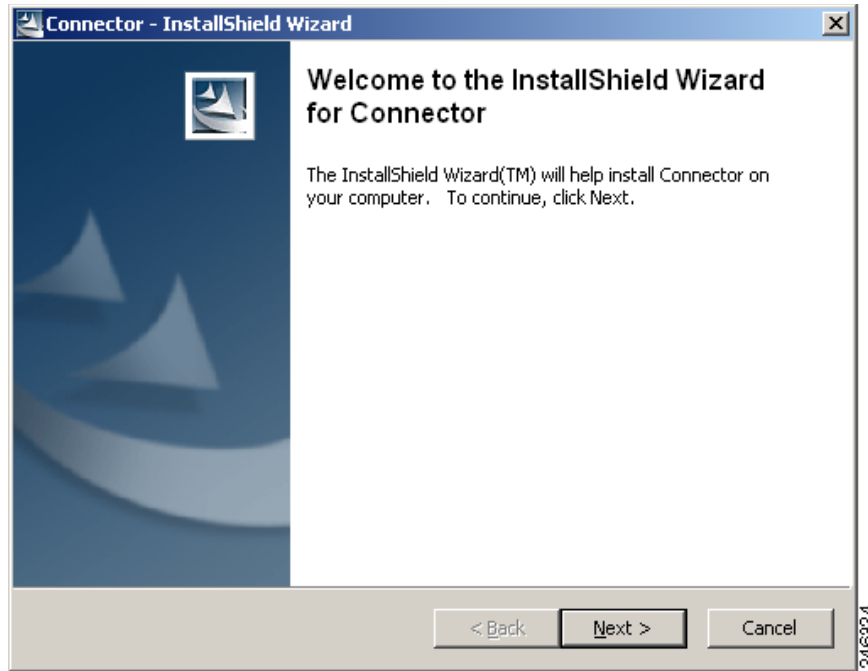 Connector - InstallShield Wizard
Welcome to the InstallShield Wizard
for Connector
The InstallShield Wizard(TM) will help install Connector on
your computer. To continue, click Next.
< Back
Next >
Cancel